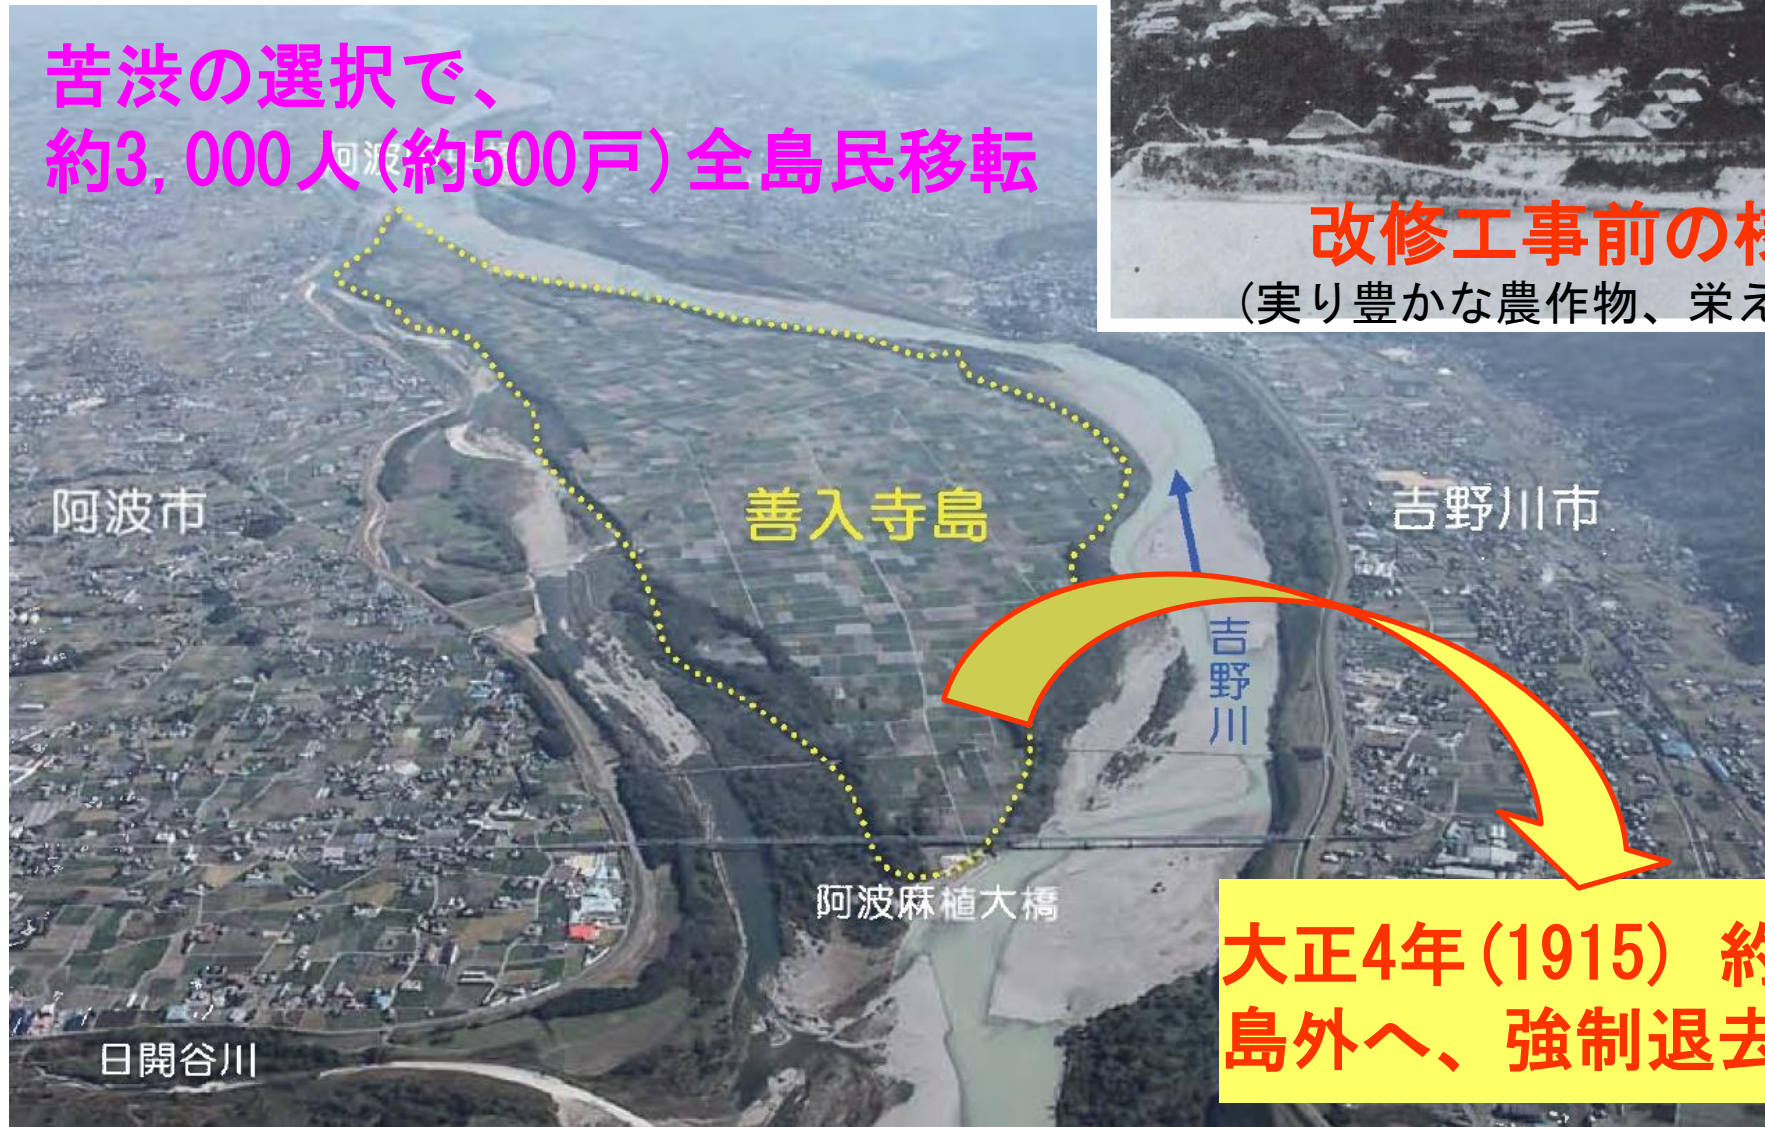 苦渋の選択で、
約3,000人(約500戸)全島民移転
改修工事前の
(実り豊かな農作物、栄え
阿波市
善入寺島
吉野川市
吉野川
阿波麻植大橋
大正4年(1915) 約
島外へ、強制退去
日開谷川